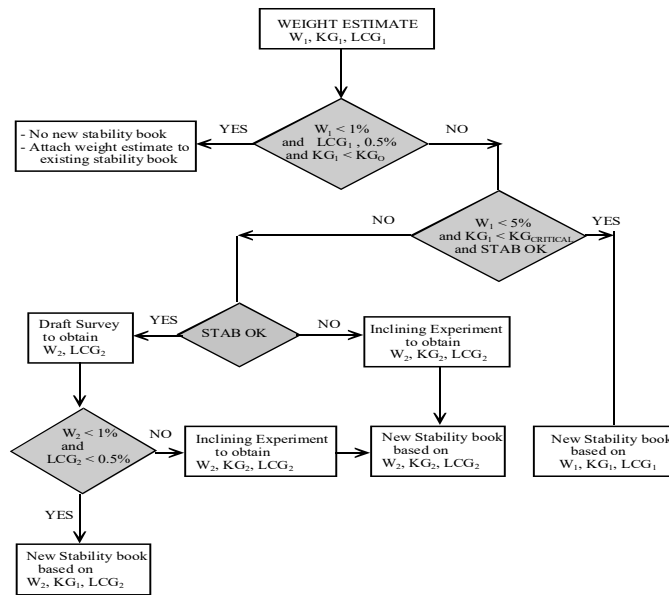 WEIGHT ESTIMATE
W₁, KG₁, LCG₁
YES
W₁ < 1%
and LCG₁ , 0.5%
and KG₁ < KGO
NO
- No new stability book
- Attach weight estimate to
existing stability book
NO
W₁ < 5%
and KG₁ < KGCRITICAL
and STAB OK
YES
Draft Survey
to obtain
W₂, LCG₂
YES
STAB OK
NO
Inclining Experiment
to obtain
W₂, KG₂, LCG₂
W₂ < 1%
and
LCG₂ < 0.5%
NO
Inclining Experiment
to obtain
W₂, KG₂, LCG₂
New Stability book
based on
W₂, KG₂, LCG₂
New Stability book
based on
W₁, KG₁, LCG₁
YES
New Stability book
based on
W₂, KG₁, LCG₂